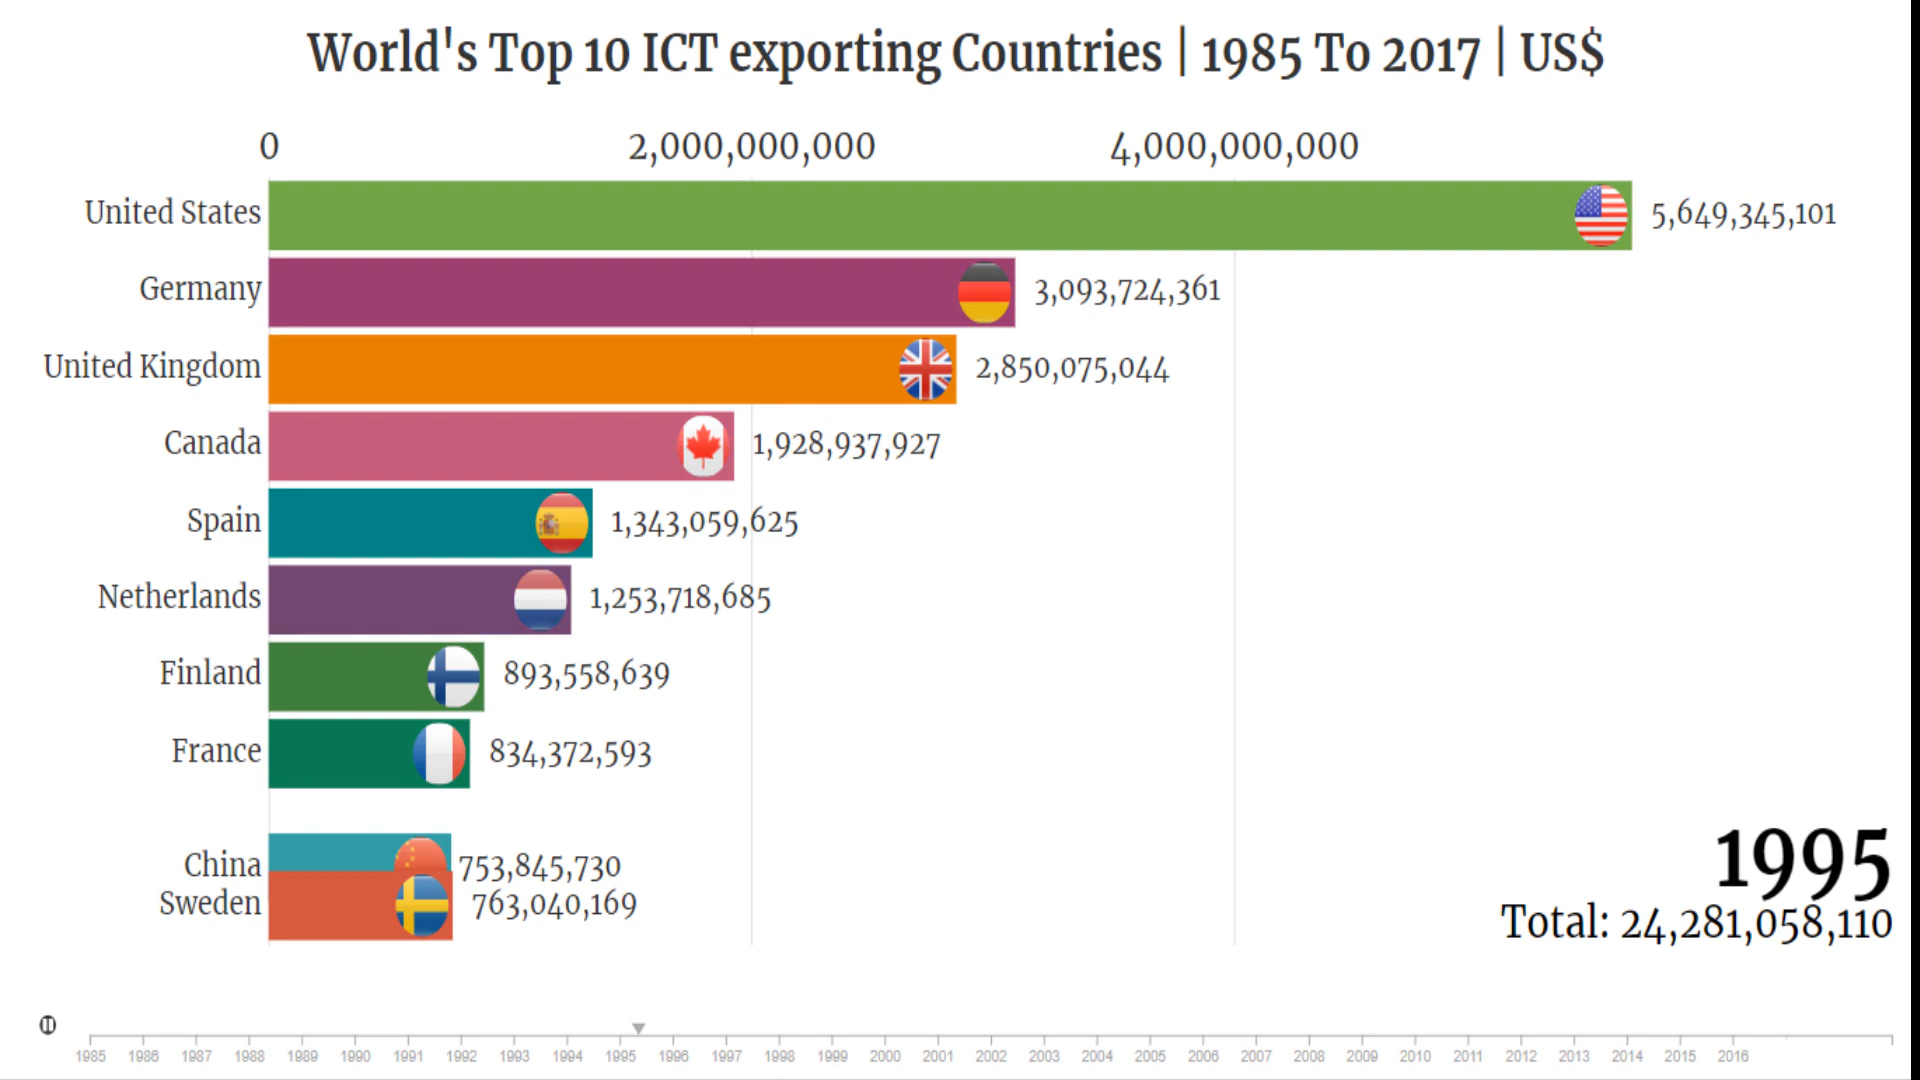 World's Top 10 ICT exporting Countries | 1985 To 2017 | US$
0 2,000,000,000 4,000,000,000
United States 5,649,345,101
Germany 3,093,724,361
United Kingdom 2,850,075,044
Canada 1,928,937,927
Spain 1,343,059,625
Netherlands 1,253,718,685
Finland 893,558,639
France 834,372,593
China 753,845,730
Sweden 763,040,169
1995
Total: 24,281,058,110
1985 1986 1987 1988 1989 1990 1991 1992 1993 1994 1995 1996 1997 1998 1999 2000 2001 2002 2003 2004 2005 2006 2007 2008 2009 2010 2011 2012 2013 2014 2015 2016